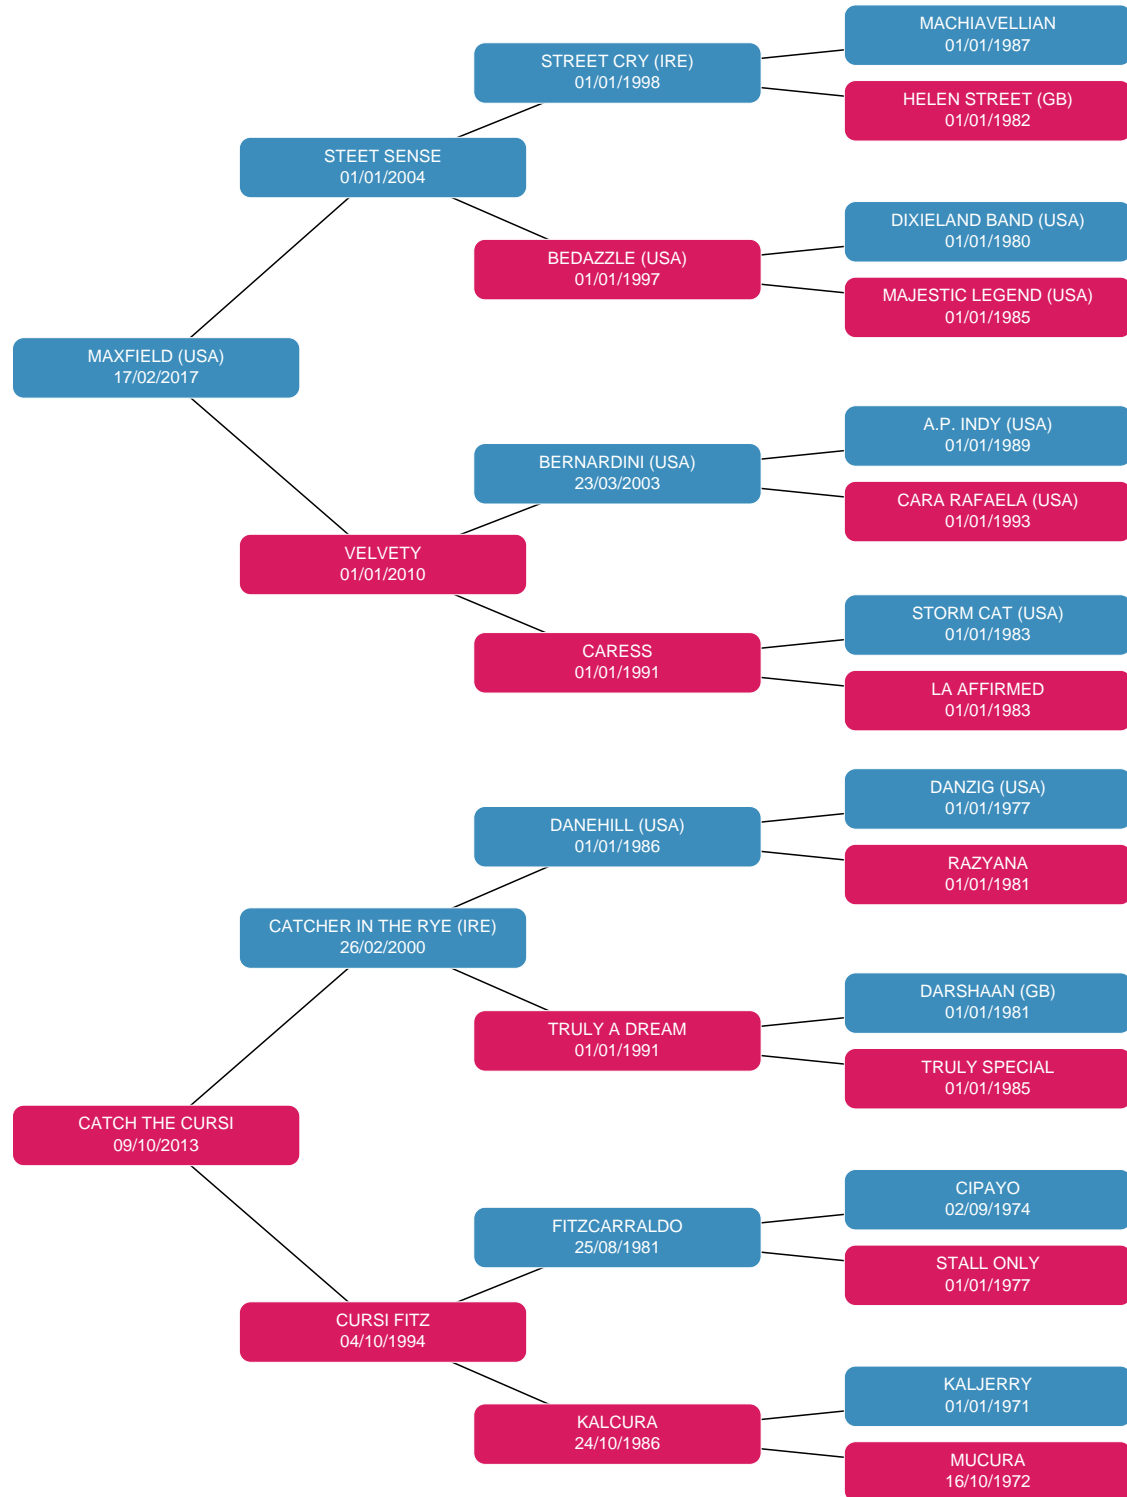 MACHIAVELLIAN
01/01/1987
STREET CRY (IRE)
01/01/1998
HELEN STREET (GB)
01/01/1982
STEET SENSE
01/01/2004
DIXIELAND BAND (USA)
01/01/1980
BEDAZZLE (USA)
01/01/1997
MAJESTIC LEGEND (USA)
01/01/1985
MAXFIELD (USA)
17/02/2017
A.P. INDY (USA)
01/01/1989
BERNARDINI (USA)
23/03/2003
CARA RAFAELA (USA)
01/01/1993
VELVETY
01/01/2010
STORM CAT (USA)
01/01/1983
CARESS
01/01/1991
LA AFFIRMED
01/01/1983
DANZIG (USA)
01/01/1977
DANEHILL (USA)
01/01/1986
RAZYANA
01/01/1981
CATCHER IN THE RYE (IRE)
26/02/2000
DARSHAAN (GB)
01/01/1981
TRULY A DREAM
01/01/1991
TRULY SPECIAL
01/01/1985
CATCH THE CURSI
09/10/2013
CIPAYO
02/09/1974
FITZCARRALDO
25/08/1981
STALL ONLY
01/01/1977
CURSI FITZ
04/10/1994
KALJERRY
01/01/1971
KALCURA
24/10/1986
MUCURA
16/10/1972